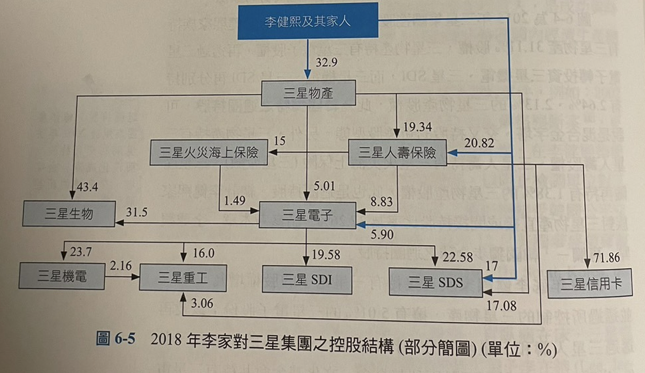 李健熙及其家人
32.9
三星物產
19.34
20.82
三星火災海上保險
15
三星人壽保險
43.4
1.49
5.01
8.83
三星生物
31.5
三星電子
5.90
23.7
16.0
19.58
22.58
17
71.86
三星機電
2.16
三星重工
三星 SDI
三星 SDS
三星信用卡
3.06
17.08
圖 6-5 2018 年李家對三星集團之控股結構 (部分簡圖) (單位：%)